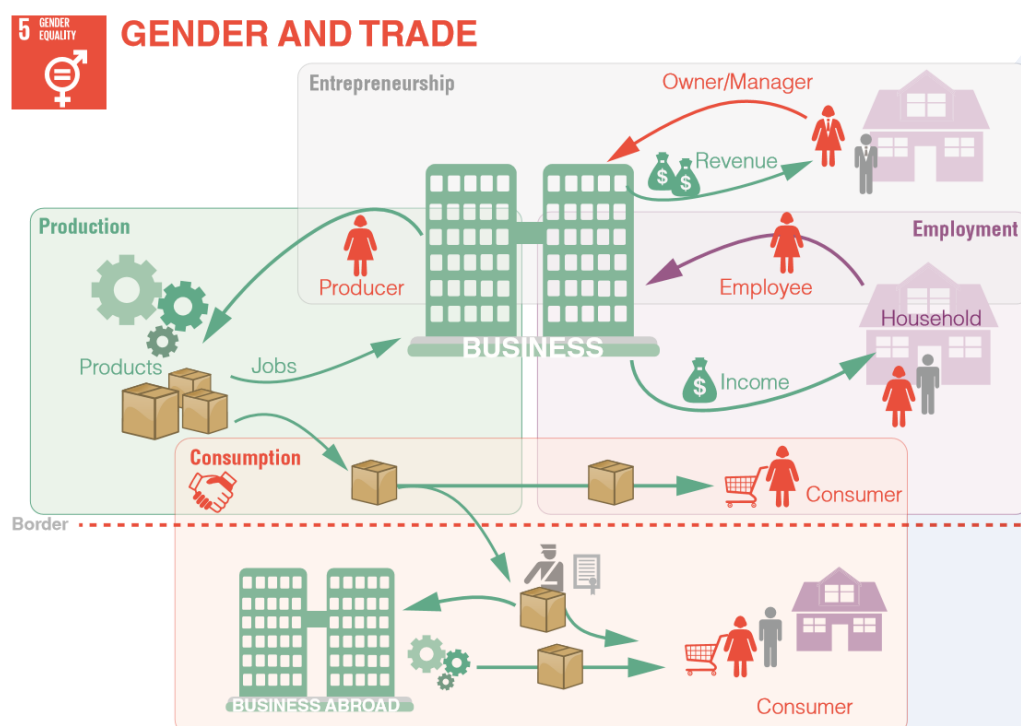 5 GENDER
EQUALITY
GENDER AND TRADE
Entrepreneurship
Owner/Manager
$ $ Revenue
Production
Employment
Producer
Employee
Household
BUSINESS
Products
Jobs
$ Income
Consumption
Consumer
Border
BUSINESS ABROAD
Consumer